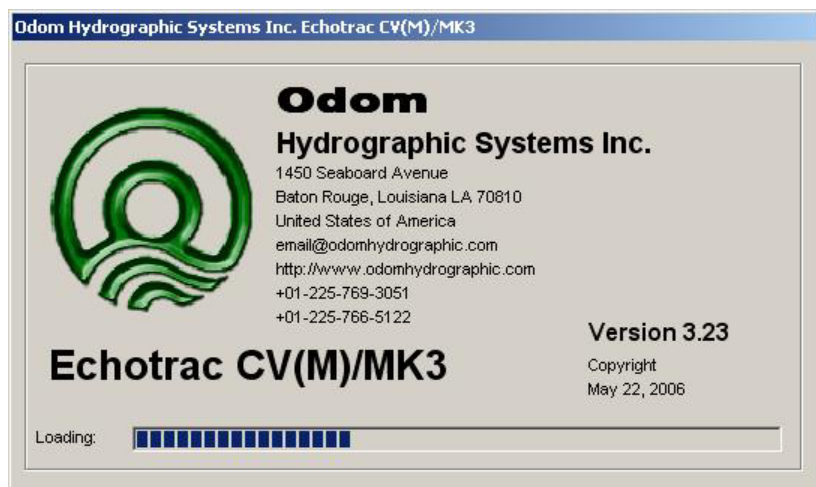 Odom Hydrographic Systems Inc. Echotrac CV(M)/MK3
Odom
Hydrographic Systems Inc.
1450 Seaboard Avenue
Baton Rouge, Louisiana LA 70810
United States of America
email@odomhydrographic.com
http://www.odomhydrographic.com
+01-225-769-3051
+01-225-766-5122
Version 3.23
Echotrac CV(M)/MK3
Copyright
May 22, 2006
Loading: